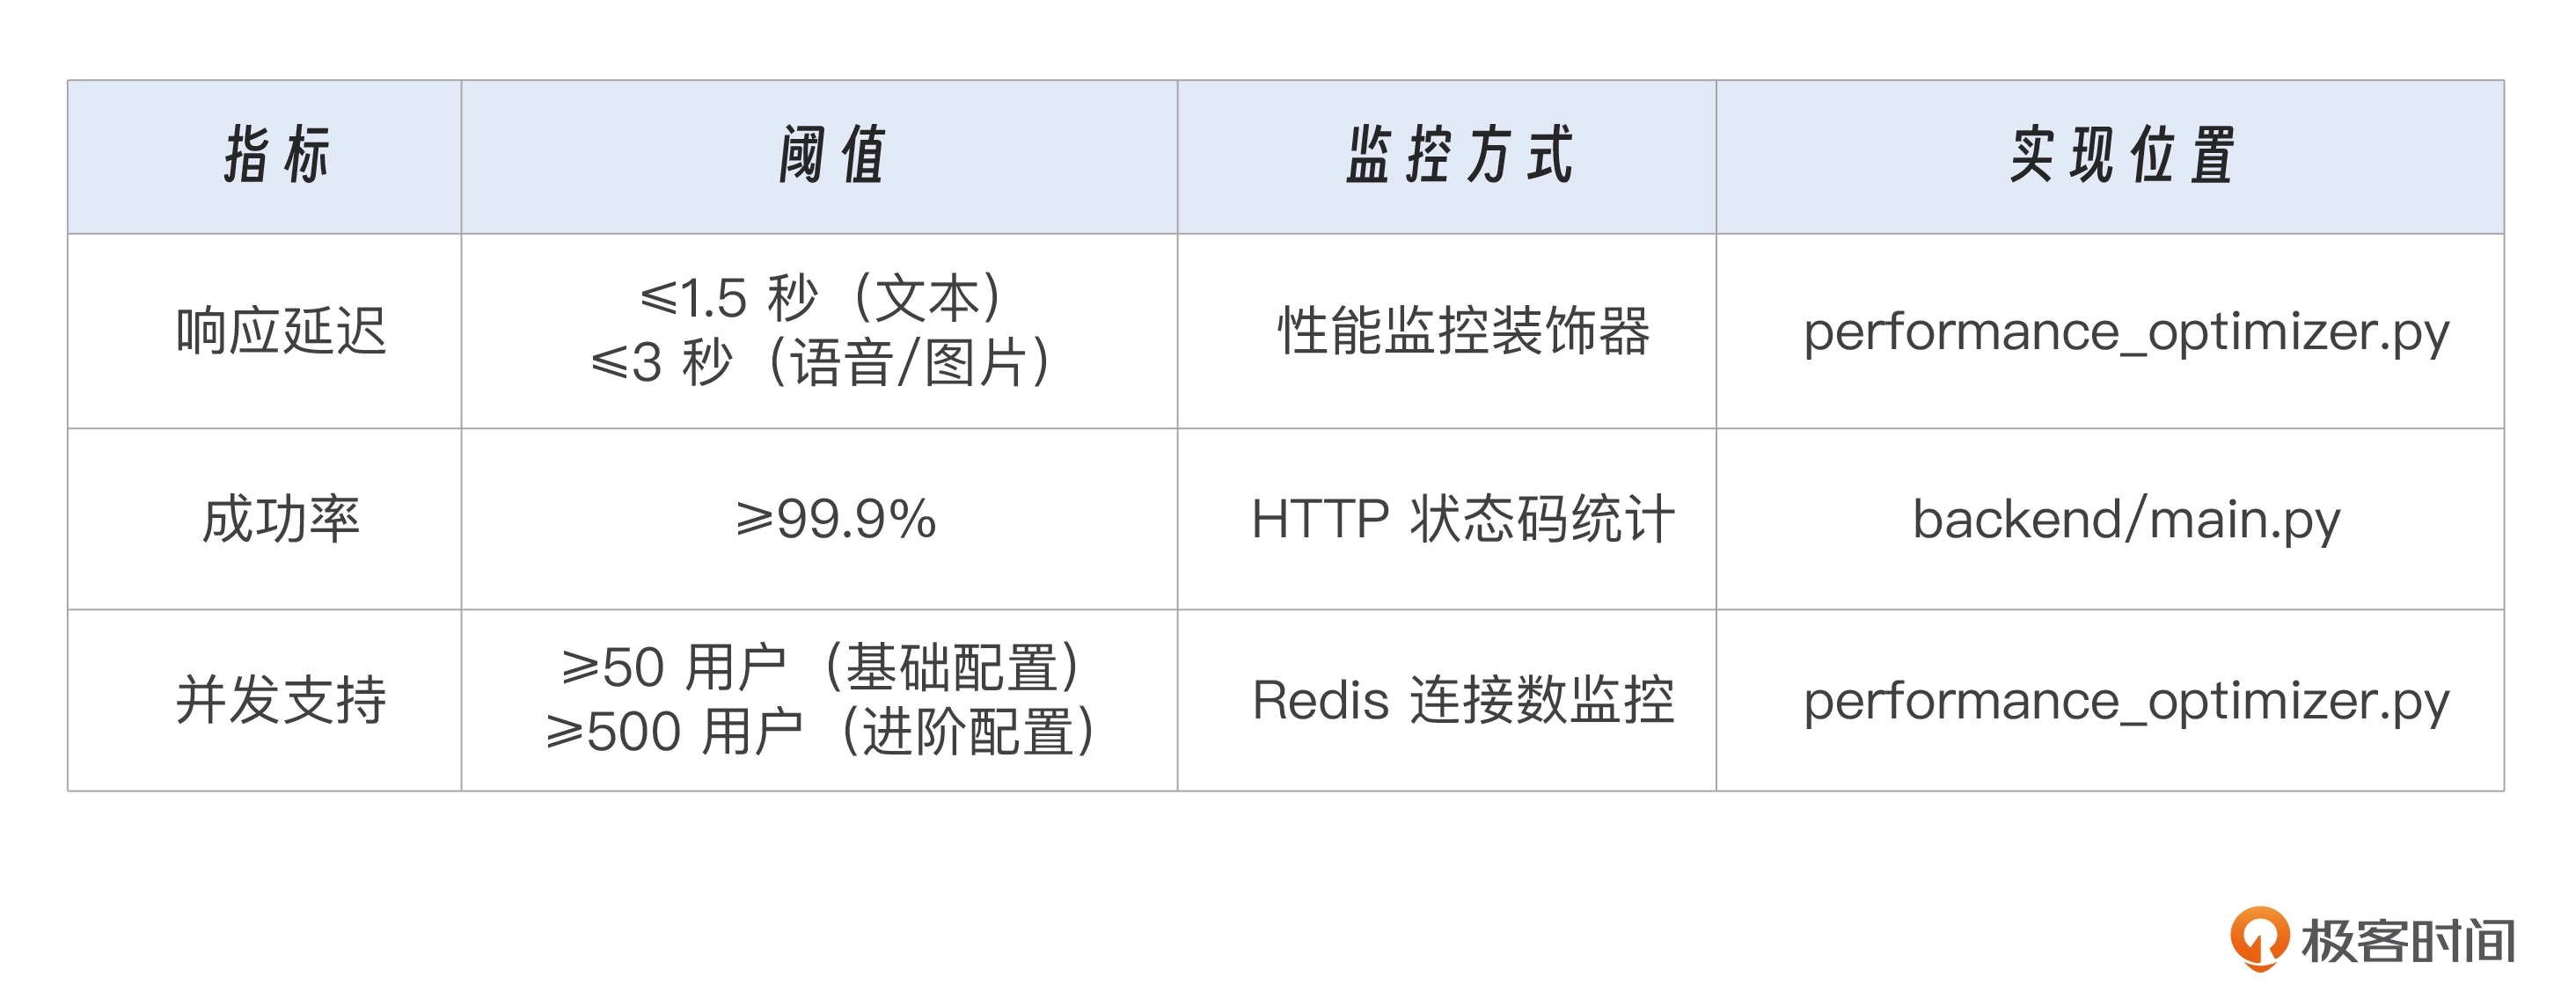 指标 阈值 监控方式 实现位置
响应延迟 ≤1.5 秒（文本） 性能监控装饰器 performance_optimizer.py
≤3 秒（语音/图片）
成功率 ≥99.9% HTTP 状态码统计 backend/main.py
并发支持 ≥50 用户（基础配置） Redis 连接数监控 performance_optimizer.py
≥500 用户（进阶配置）
极客时间